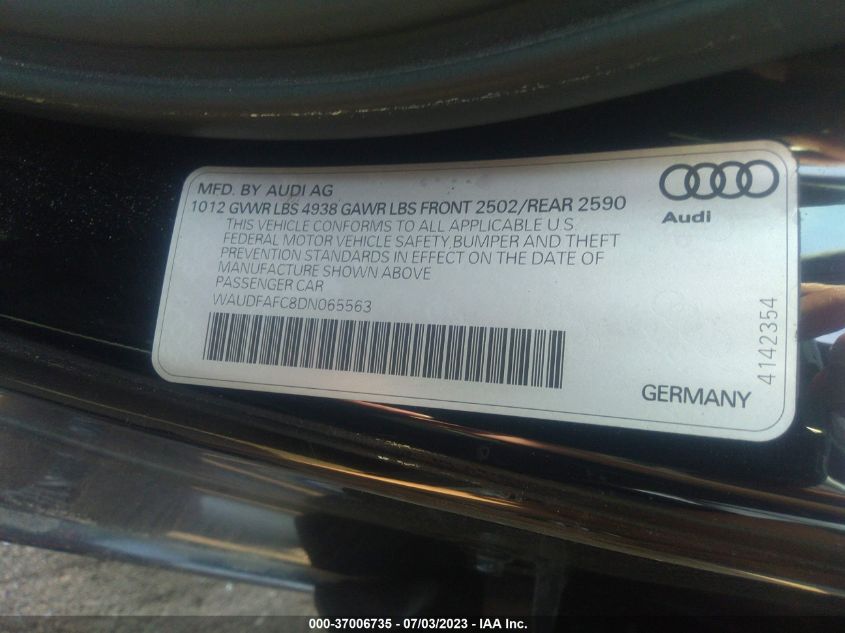 MFD. BY AUDI AG
1012 GVWR LBS 4938 GAWR LBS FRONT 2502/REAR 2590
THIS VEHICLE CONFORMS TO ALL APPLICABLE U.S.
FEDERAL MOTOR VEHICLE SAFETY, BUMPER AND THEFT
PREVENTION STANDARDS IN EFFECT ON THE DATE OF
MANUFACTURE SHOWN ABOVE
PASSENGER CAR
WAUDFAFC8DN065563
Audi
4142354
GERMANY
000-37006735 - 07/03/2023 - IAA Inc.